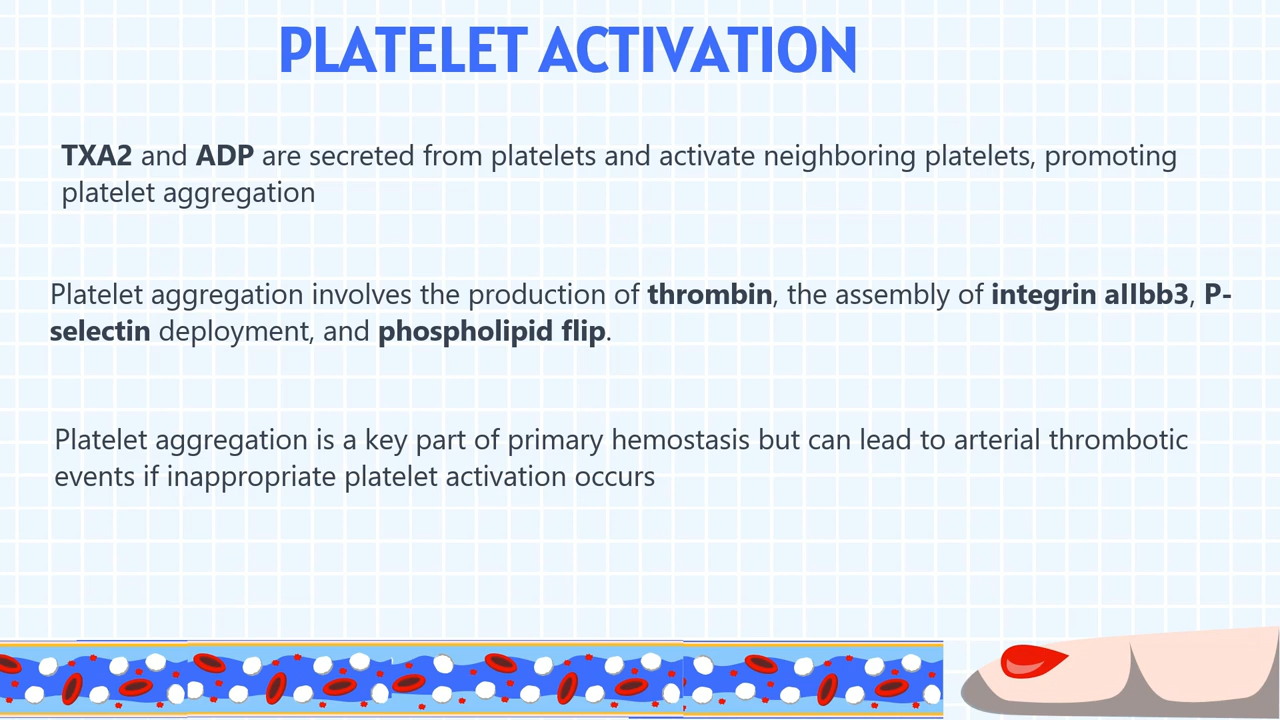 PLATELET ACTIVATION
TXA2 and ADP are secreted from platelets and activate neighboring platelets, promoting
platelet aggregation
Platelet aggregation involves the production of thrombin, the assembly of integrin aIIbb3, P-
selectin deployment, and phospholipid flip.
Platelet aggregation is a key part of primary hemostasis but can lead to arterial thrombotic
events if inappropriate platelet activation occurs